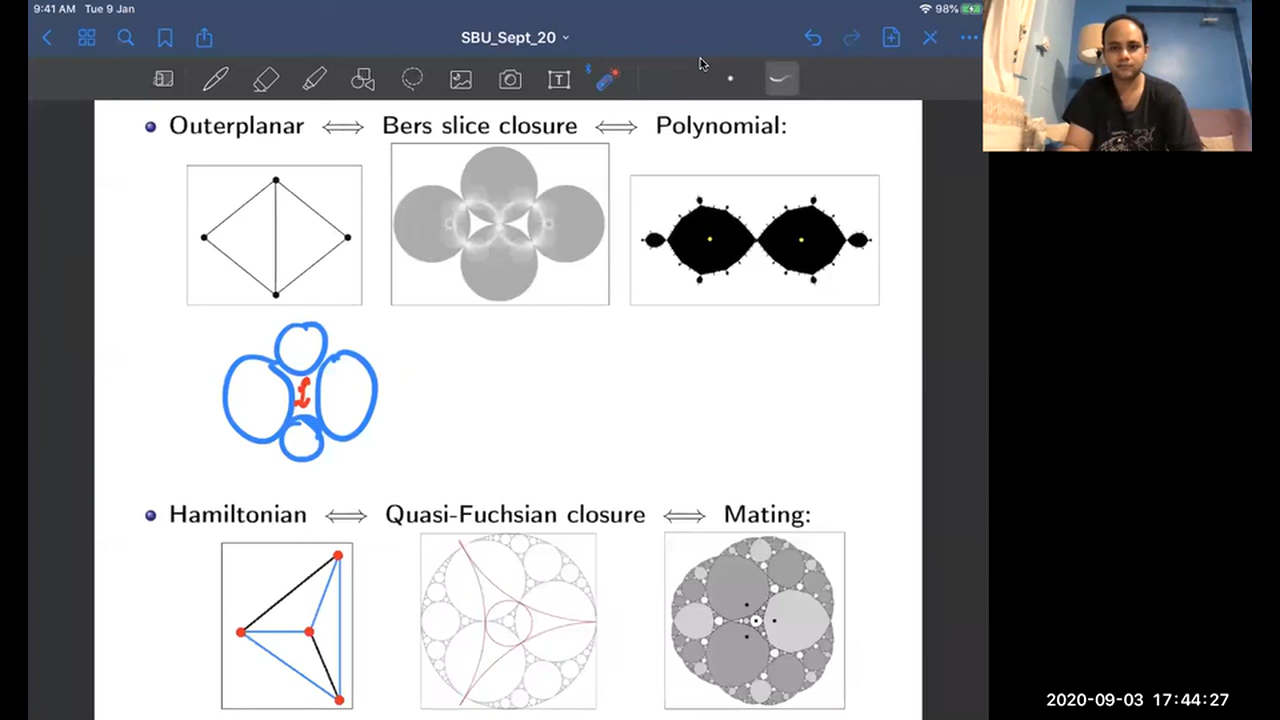 9:41 AM Tue 9 Jan
98%
SBU_Sept_20
T
Outerplanar ⟺ Bers slice closure ⟺ Polynomial:
Hamiltonian ⟺ Quasi-Fuchsian closure ⟺ Mating:
2020-09-03 17:44:27